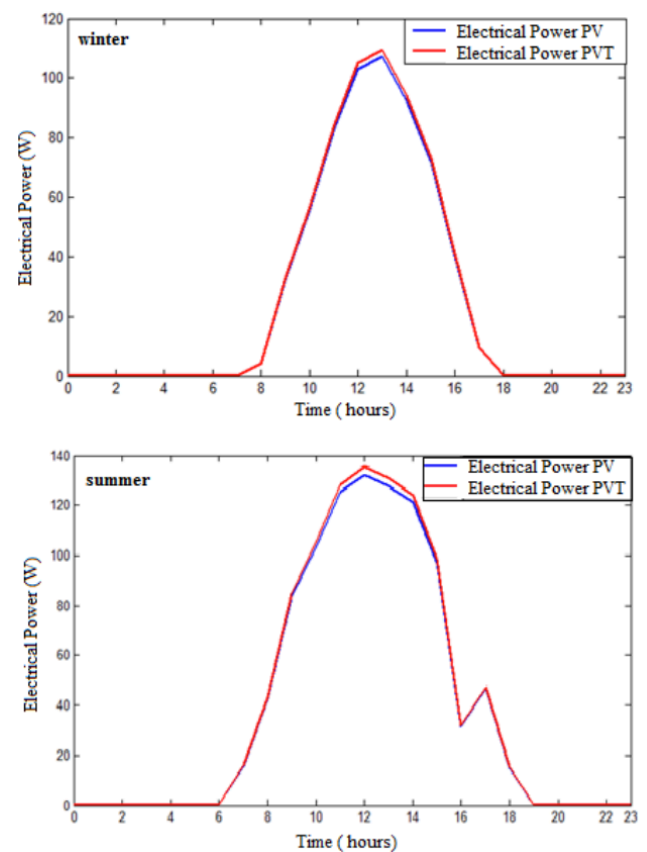 winter
Electrical Power PV
Electrical Power PVT
120
100
80
60
40
20
0
Electrical Power (W)
0 2 4 6 8 10 12 14 16 18 20 22 23
Time ( hours)
summer
Electrical Power PV
Electrical Power PVT
140
120
100
80
60
40
20
0
Electrical Power (W)
0 2 4 6 8 10 12 14 16 18 20 22 23
Time ( hours)